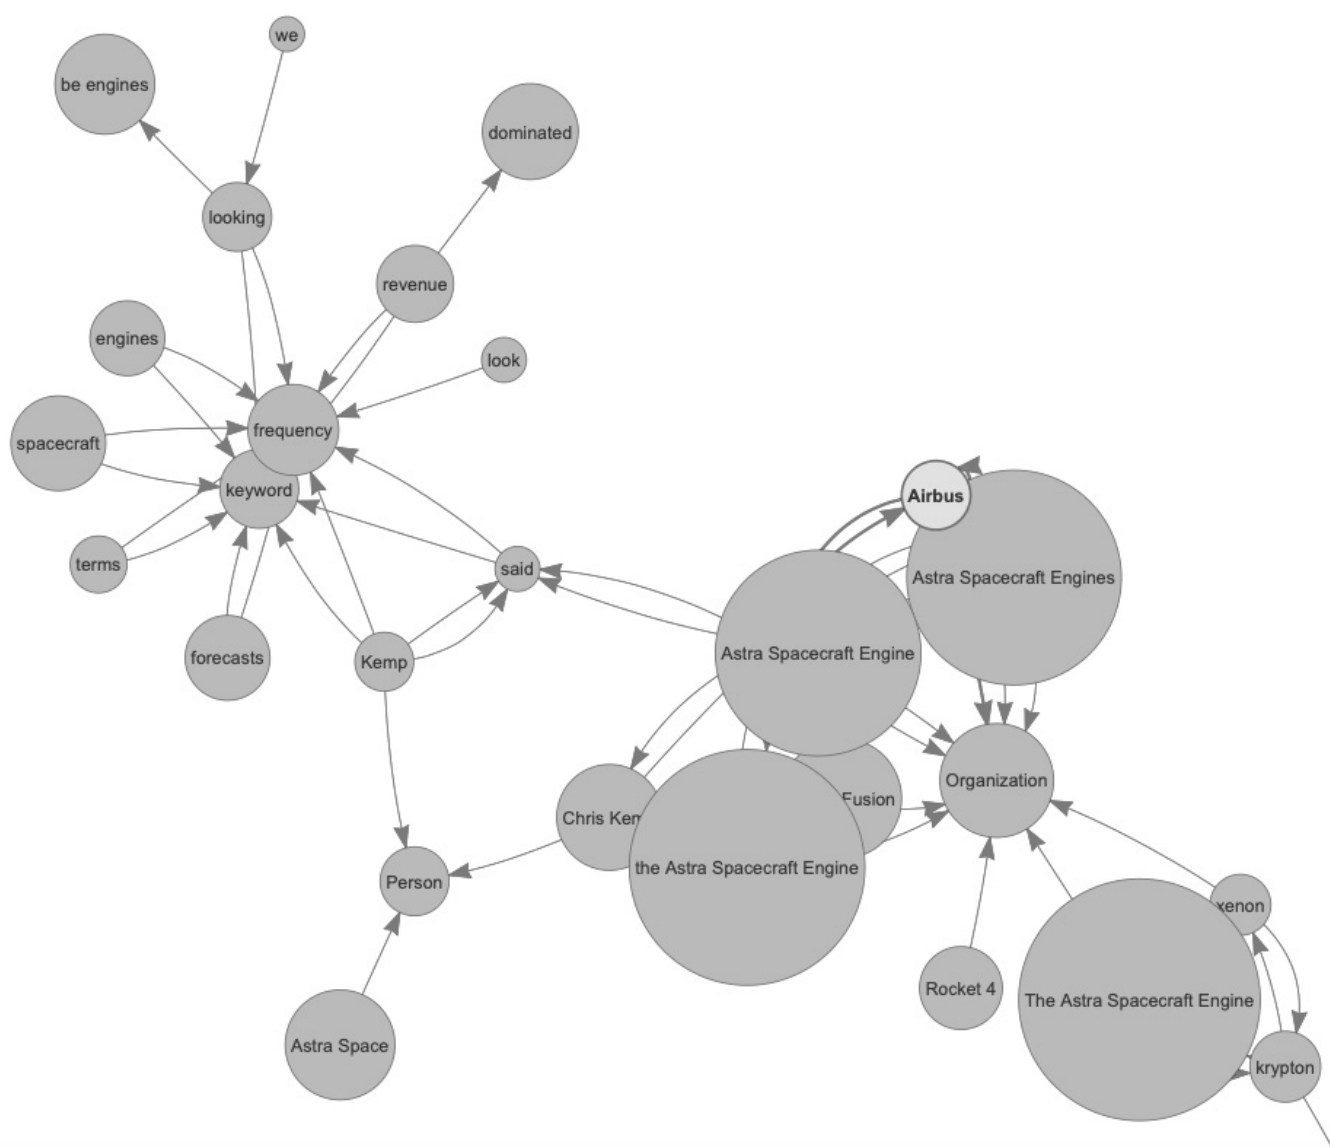 we
be engines
dominated
looking
revenue
engines
look
frequency
spacecraft
keyword
Airbus
terms
said
Astra Spacecraft Engines
forecasts
Kemp
Astra Spacecraft Engine
Organization
Fusion
Chris Kem
the Astra Spacecraft Engine
Person
xenon
Rocket 4
The Astra Spacecraft Engine
Astra Space
krypton